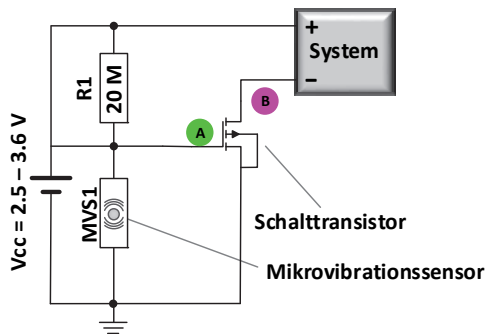 +
System
−
R1
20 M
A
B
Vcc = 2.5 – 3.6 V
MVS1
Schalttransistor
Mikrovibrationssensor